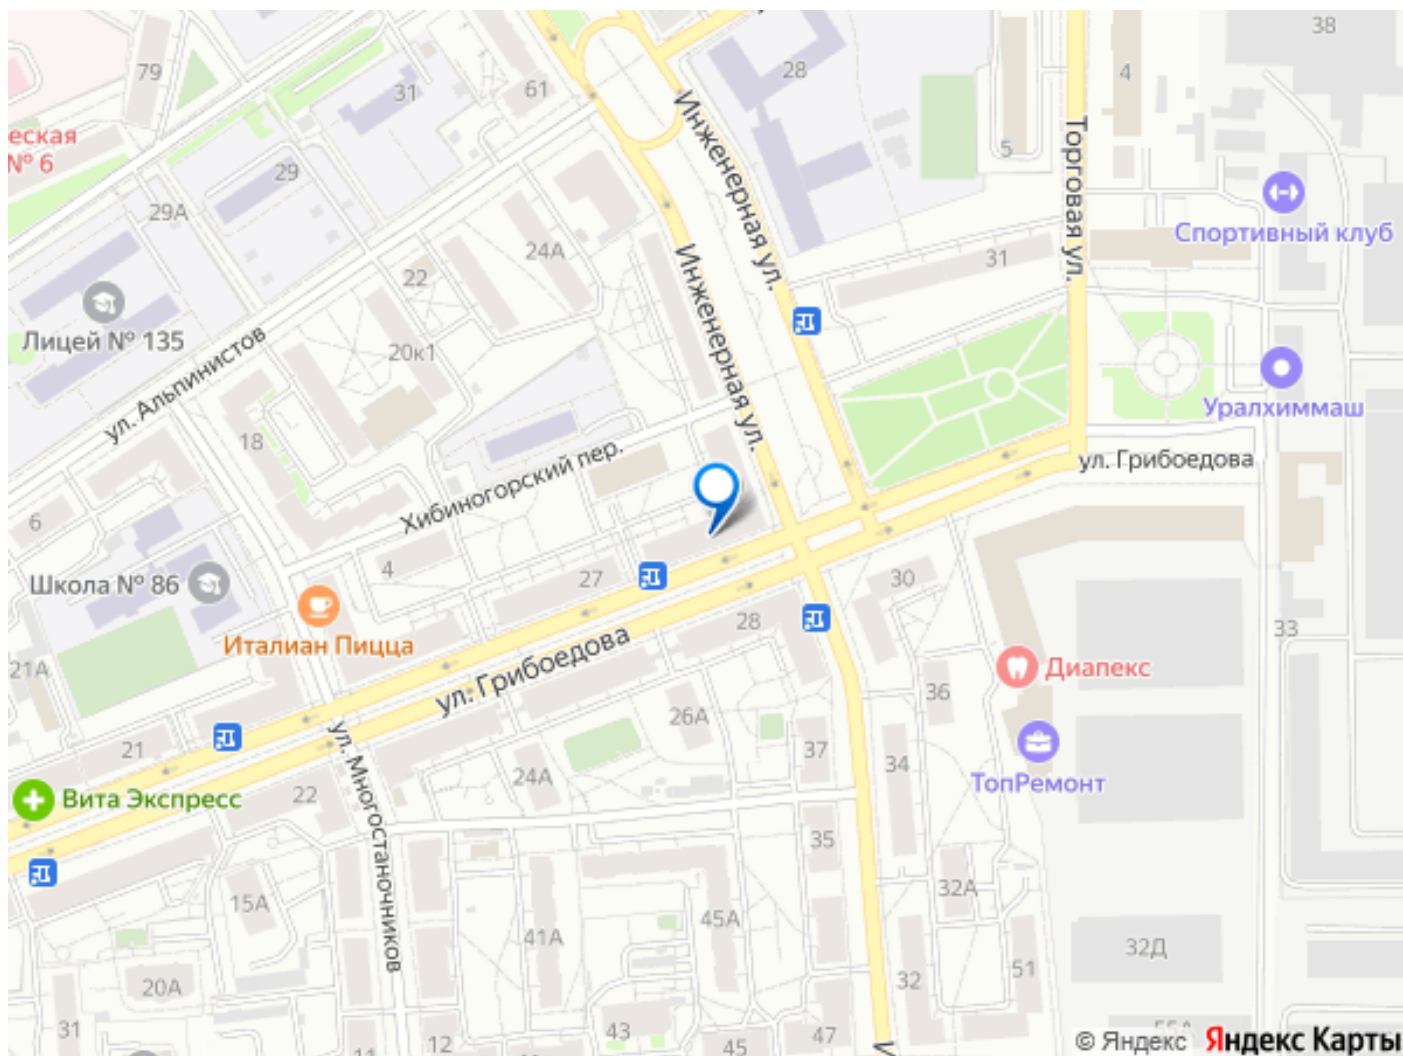 38
79
61
31
28
4
Инженерная ул.
Торговая ул.
еская
№ 6
5
29
29А
Спортивный клуб
24А
22
31
Инженерная ул.
Лицей № 135
20к1
ул. Альпинистов
Уралхиммаш
18
Хибиногорский пер.
ул. Грибоедова
6
4
27
30
Школа № 86
Италиан Пицца
28
33
21А
ул. Грибоедова
Диапекс
36
26А
21
ул. Многостаночников
37
34
24А
ТопРемонт
Вита Экспресс
22
35
32А
15А
45А
41А
32Д
51
20А
32
31
43
47
12
45
11
55А
© Яндекс Яндекс Карты